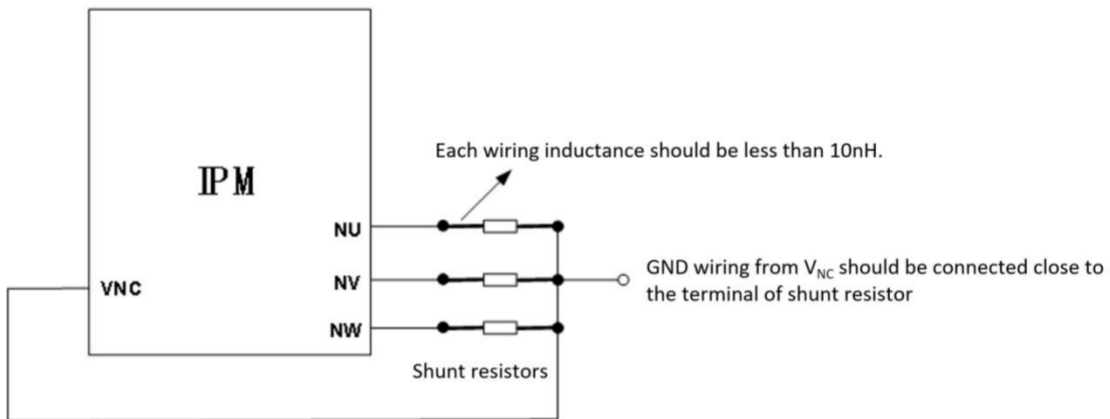 Each wiring inductance should be less than 10nH.
IPM
NU
GND wiring from VNC should be connected close to
the terminal of shunt resistor
VNC
NV
NW
Shunt resistors